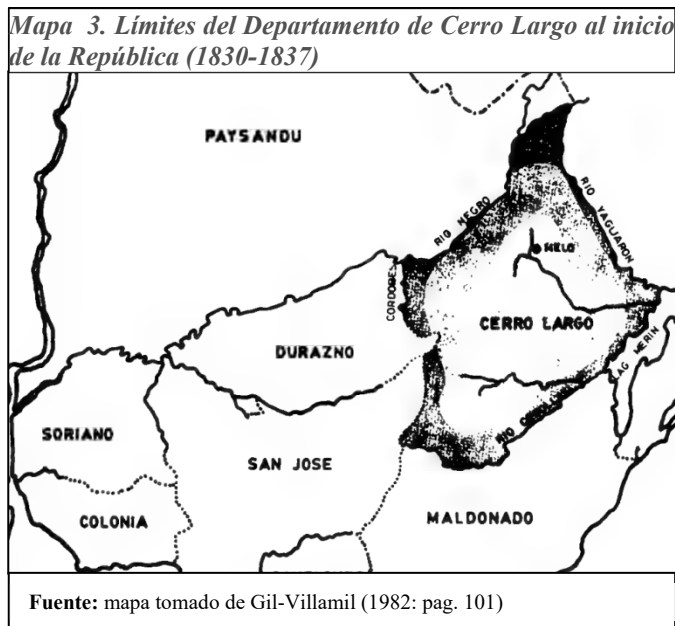 Mapa 3. Límites del Departamento de Cerro Largo al inicio
de la República (1830-1837)
PAYSANDU
RIO NEGRO
RIO YAGUARON
MELO
CORDOBE
CERRO LARGO
DURAZNO
LAG MERIN
SORIANO
SAN JOSE
COLONIA
MALDONADO
Fuente: mapa tomado de Gil-Villamil (1982: pag. 101)